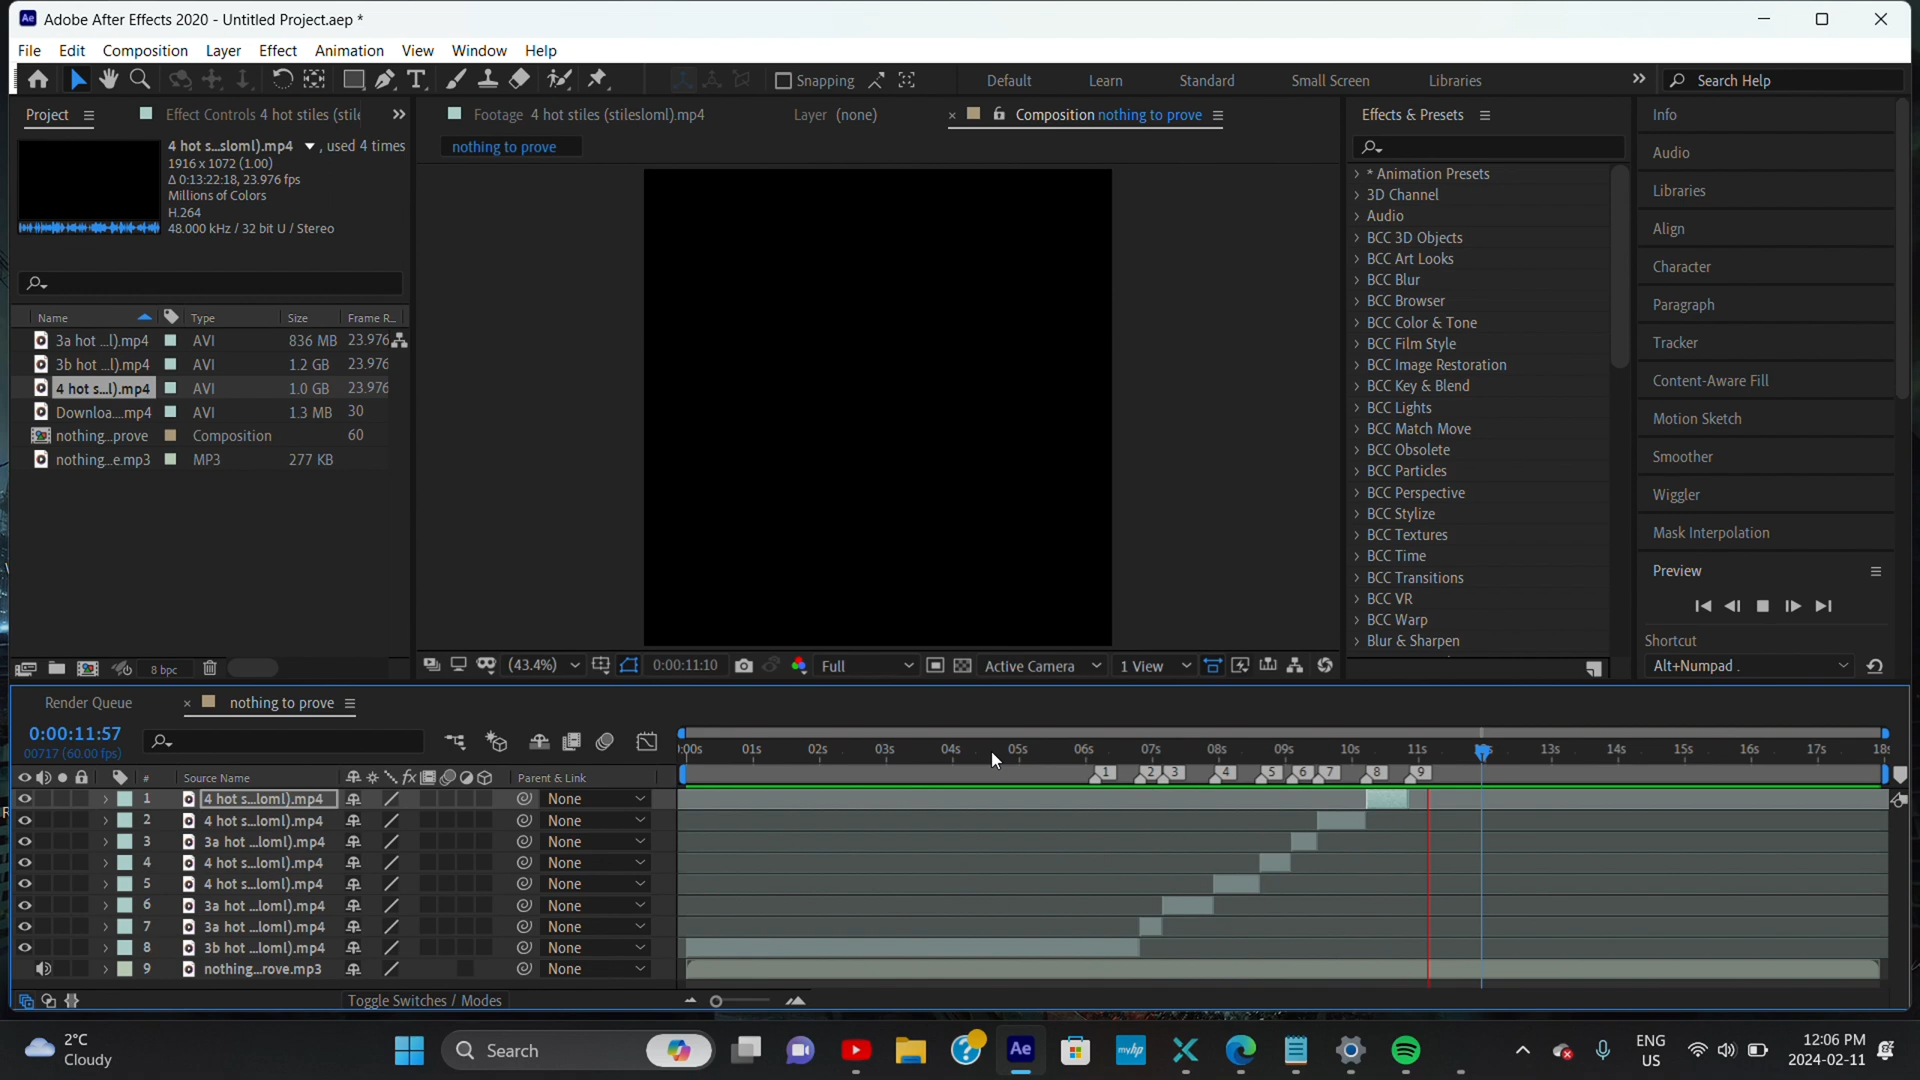 Adobe After Effects 2020 - Untitled Project.aep *
File Edit Composition Layer Effect Animation View Window Help
Snapping Default Learn Standard Small Screen Libraries Search Help
Project Effect Controls 4 hot stiles (stile
Footage 4 hot stiles (stilesloml).mp4 Layer (none) Composition nothing to prove
nothing to prove
4 hot s...sloml).mp4 , used 4 times
1916 x 1072 (1.00)
Δ 0:13:22:18, 23.976 fps
Millions of Colors
H.264
48.000 kHz / 32 bit U / Stereo
Name Type Size Frame R...
3a hot ...l).mp4 AVI 836 MB 23.976
3b hot ...l).mp4 AVI 1.2 GB 23.976
4 hot s...l).mp4 AVI 1.0 GB 23.976
Downloa....mp4 AVI 1.3 MB 30
nothing...prove Composition 60
nothing...e.mp3 MP3 277 KB
8 bpc
(43.4%) 0:00:11:10 Full Active Camera 1 View
Effects & Presets
* Animation Presets
3D Channel
Audio
BCC 3D Objects
BCC Art Looks
BCC Blur
BCC Browser
BCC Color & Tone
BCC Film Style
BCC Image Restoration
BCC Key & Blend
BCC Lights
BCC Match Move
BCC Obsolete
BCC Particles
BCC Perspective
BCC Stylize
BCC Textures
BCC Time
BCC Transitions
BCC VR
BCC Warp
Blur & Sharpen
Info
Audio
Libraries
Align
Character
Paragraph
Tracker
Content-Aware Fill
Motion Sketch
Smoother
Wiggler
Mask Interpolation
Preview
Shortcut
Alt+Numpad .
Render Queue nothing to prove
0:00:11:57
00717 (60.00 fps)
:00s 01s 02s 03s 04s 05s 06s 07s 08s 09s 10s 11s 13s 14s 15s 16s 17s 18s
1 2 3 4 5 6 7 8 9
# Source Name fx Parent & Link
1 4 hot s...loml).mp4 None
2 4 hot s...loml).mp4 None
3 3a hot ...loml).mp4 None
4 4 hot s...loml).mp4 None
5 4 hot s...loml).mp4 None
6 3a hot ...loml).mp4 None
7 3a hot ...loml).mp4 None
8 3b hot ...loml).mp4 None
9 nothing...rove.mp3 None
Toggle Switches / Modes
2°C
Cloudy
Search
Ae
myhp
ENG
US
12:06 PM
2024-02-11